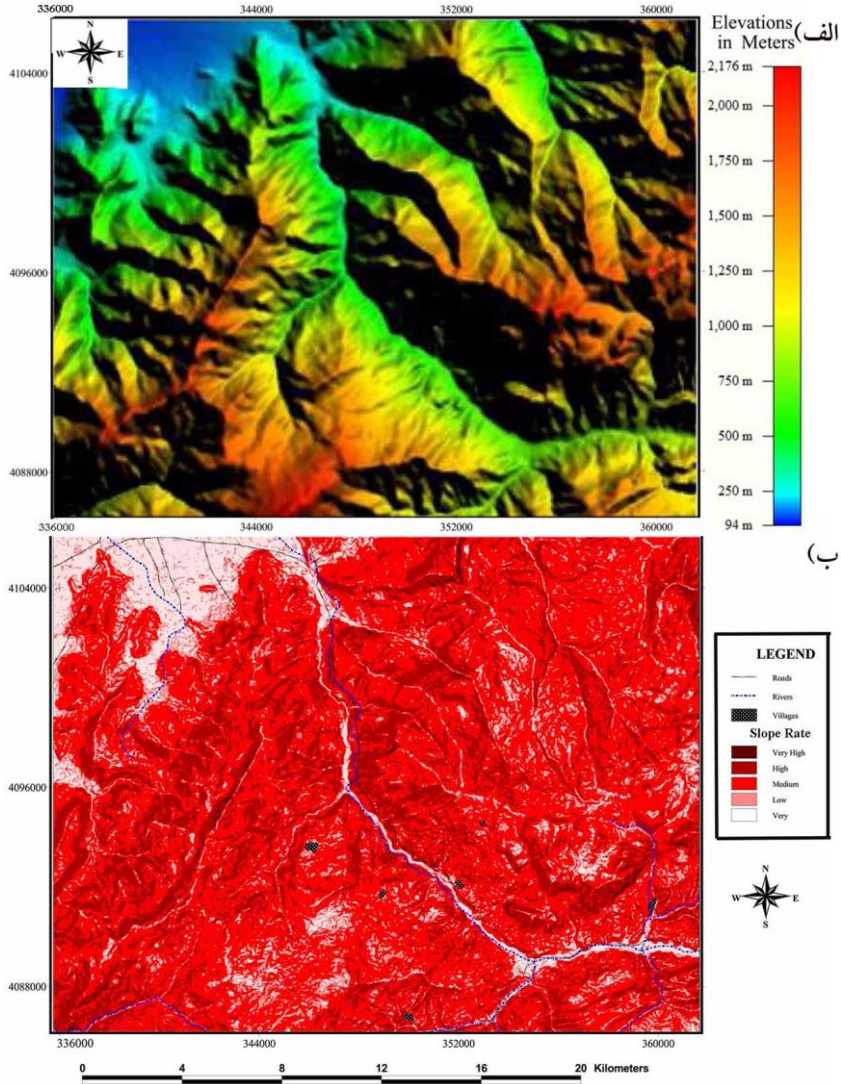 336000 344000 352000 360000
N
W E
S
4104000
4096000
4088000
336000 344000 352000 360000
Elevations
in Meters
الف)
2,176 m
2,000 m
1,750 m
1,500 m
1,250 m
1,000 m
750 m
500 m
250 m
94 m
ب)
4104000
4096000
4088000
336000 344000 352000 360000
LEGEND
Roads
Rivers
Villages
Slope Rate
Very High
High
Medium
Low
Very
N
W E
S
0 4 8 12 16 20 Kilometers